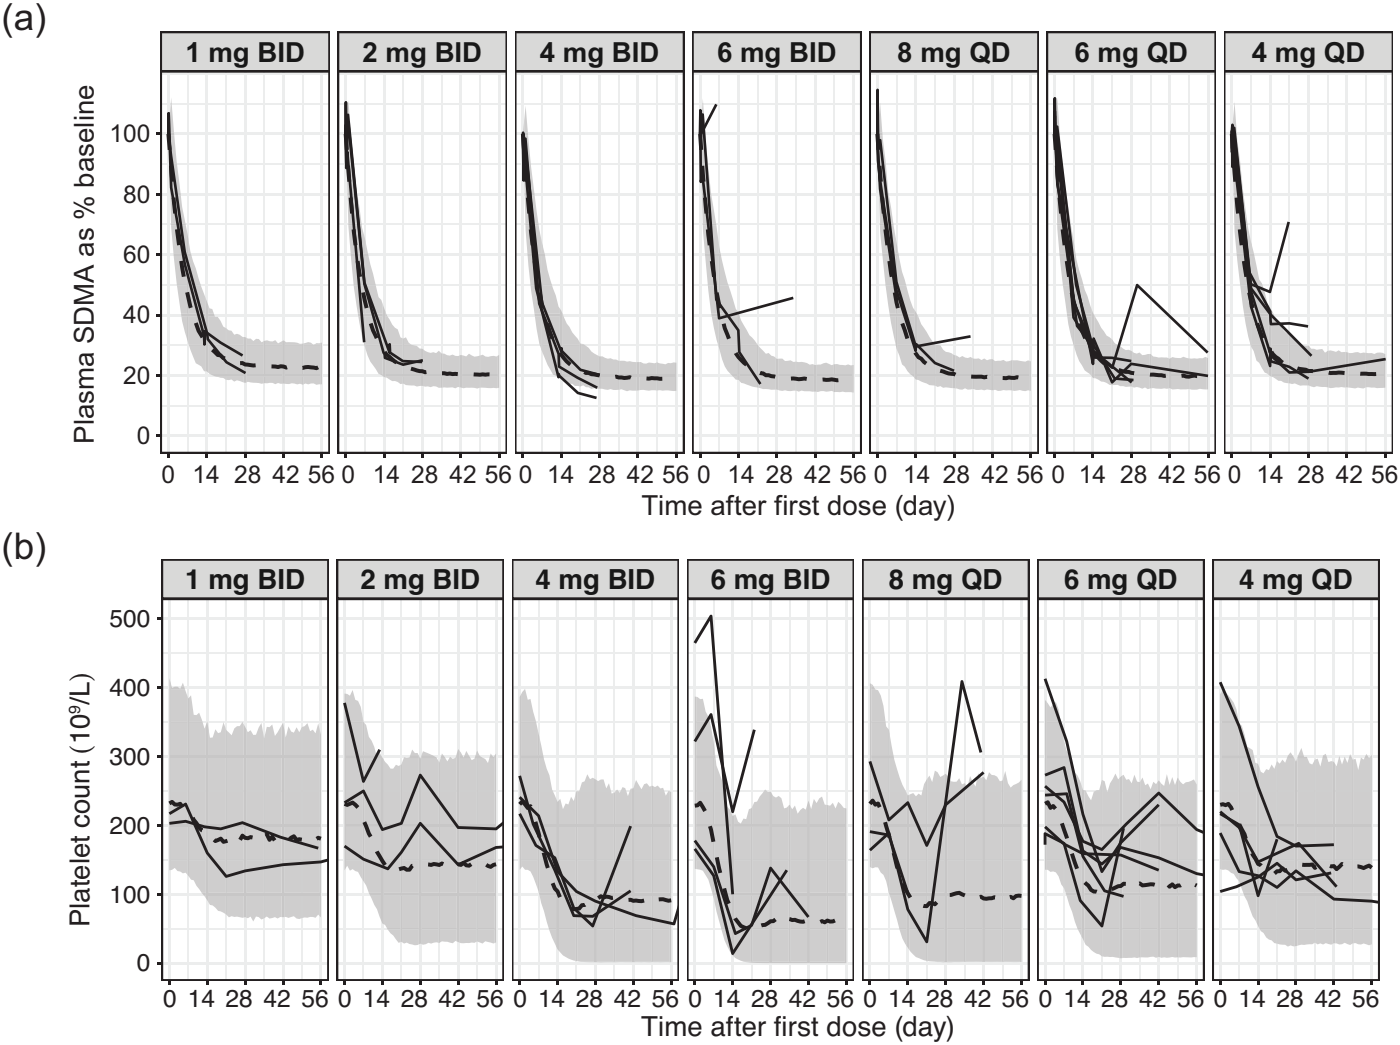 (a)
1 mg BID 2 mg BID 4 mg BID 6 mg BID 8 mg QD 6 mg QD 4 mg QD
Plasma SDMA as % baseline
100
80
60
40
20
0
0 14 28 42 56 0 14 28 42 56 0 14 28 42 56 0 14 28 42 56 0 14 28 42 56 0 14 28 42 56 0 14 28 42 56
Time after first dose (day)
(b)
1 mg BID 2 mg BID 4 mg BID 6 mg BID 8 mg QD 6 mg QD 4 mg QD
Platelet count (10⁹/L)
500
400
300
200
100
0
0 14 28 42 56 0 14 28 42 56 0 14 28 42 56 0 14 28 42 56 0 14 28 42 56 0 14 28 42 56 0 14 28 42 56
Time after first dose (day)